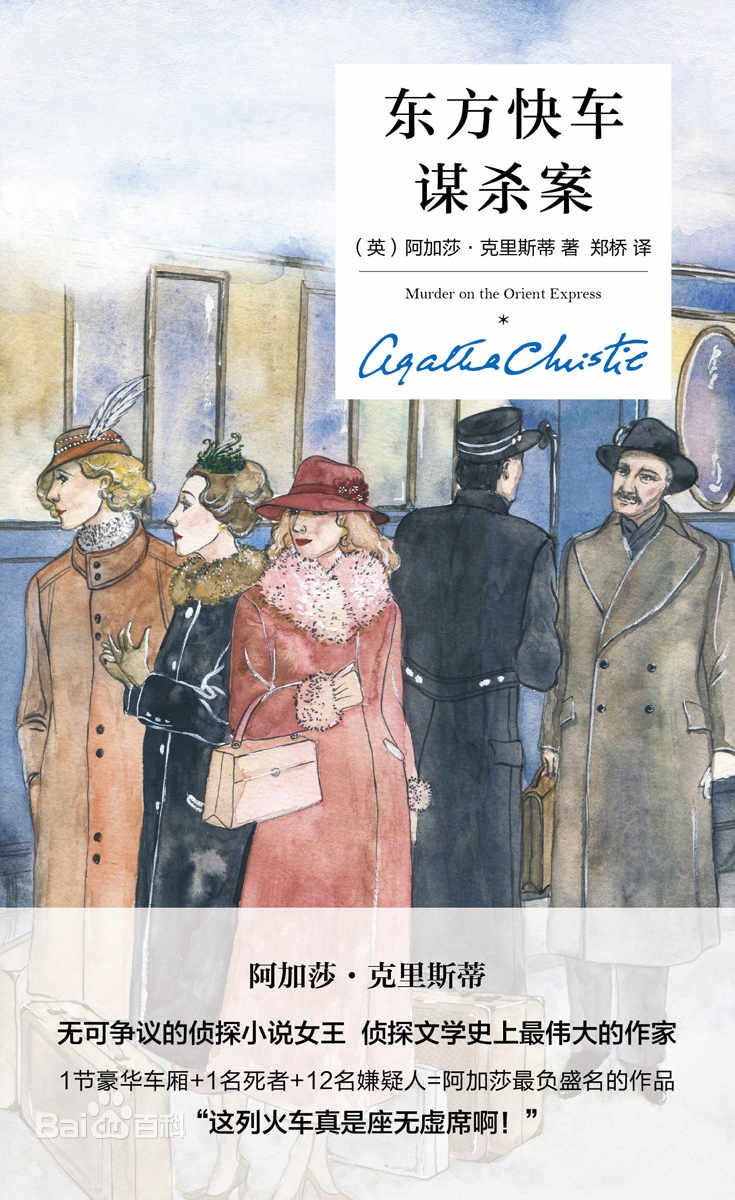 东方快车
谋杀案
（英）阿加莎·克里斯蒂 著 郑桥 译
Murder on the Orient Express
*
Agatha Christie
阿加莎·克里斯蒂
无可争议的侦探小说女王 侦探文学史上最伟大的作家
1节豪华车厢+1名死者+12名嫌疑人=阿加莎最负盛名的作品
“这列火车真是座无虚席啊！”
Baidu百科